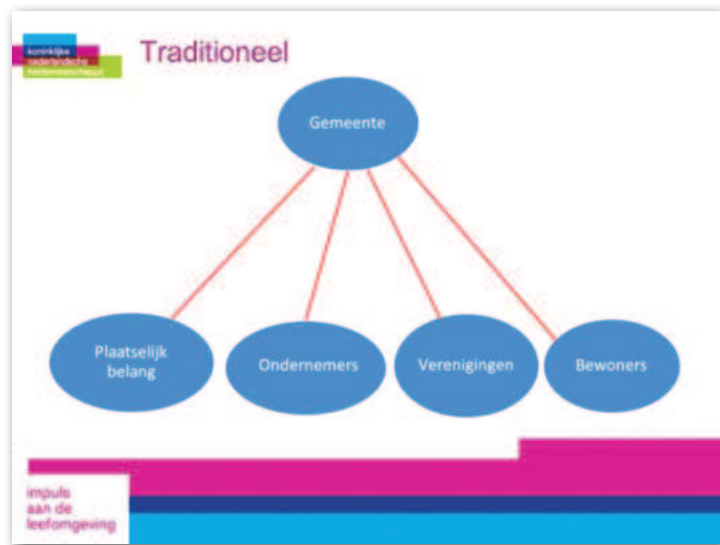 koninklijke
nederlandsche
heidemaatschappij
Traditioneel
Gemeente
Plaatselijk
belang
Ondernemers
Verenigingen
Bewoners
impuls
aan de
leefomgeving